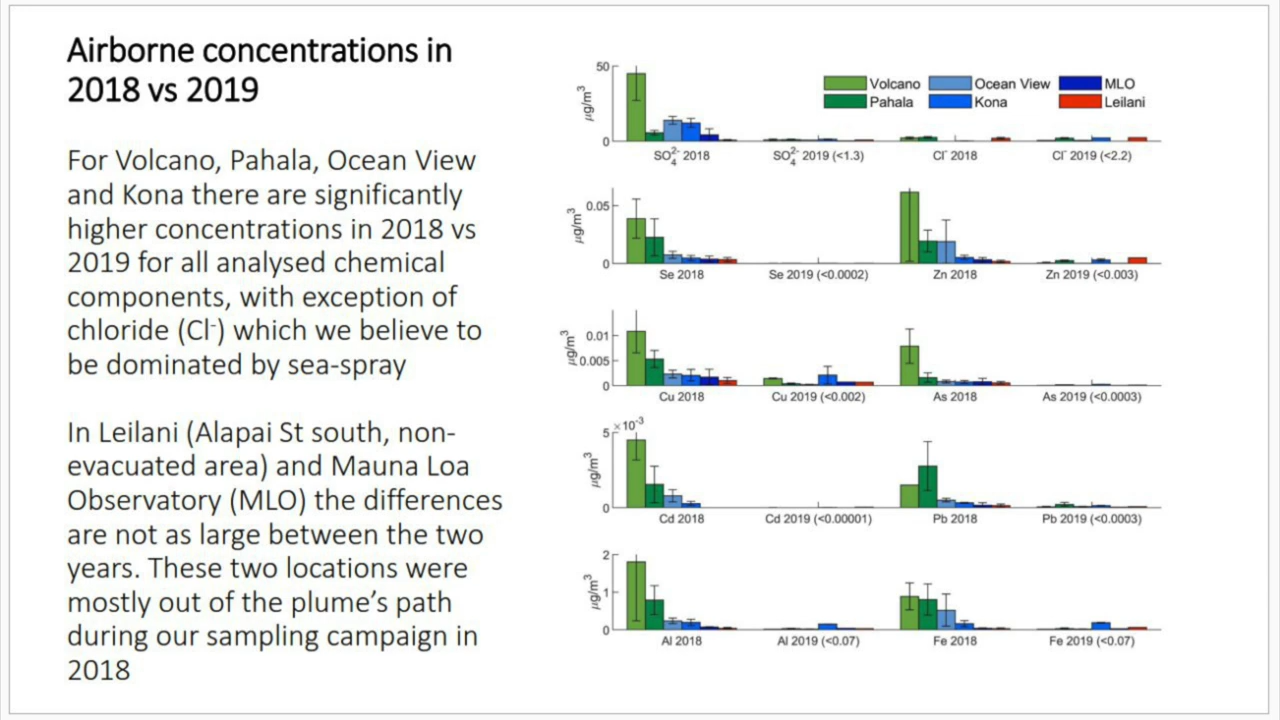 Airborne concentrations in
2018 vs 2019
For Volcano, Pahala, Ocean View
and Kona there are significantly
higher concentrations in 2018 vs
2019 for all analysed chemical
components, with exception of
chloride (Cl-) which we believe to
be dominated by sea-spray
In Leilani (Alapai St south, non-
evacuated area) and Mauna Loa
Observatory (MLO) the differences
are not as large between the two
years. These two locations were
mostly out of the plume's path
during our sampling campaign in
2018
50
0
μg/m³
Volcano Ocean View MLO
Pahala Kona Leilani
SO₄²⁻ 2018 SO₄²⁻ 2019 (<1.3) Cl⁻ 2018 Cl⁻ 2019 (<2.2)
0.05
0
μg/m³
Se 2018 Se 2019 (<0.0002) Zn 2018 Zn 2019 (<0.003)
0.01
0.005
0
μg/m³
Cu 2018 Cu 2019 (<0.002) As 2018 As 2019 (<0.0003)
×10⁻³
5
0
μg/m³
Cd 2018 Cd 2019 (<0.00001) Pb 2018 Pb 2019 (<0.0003)
2
1
0
μg/m³
Al 2018 Al 2019 (<0.07) Fe 2018 Fe 2019 (<0.07)